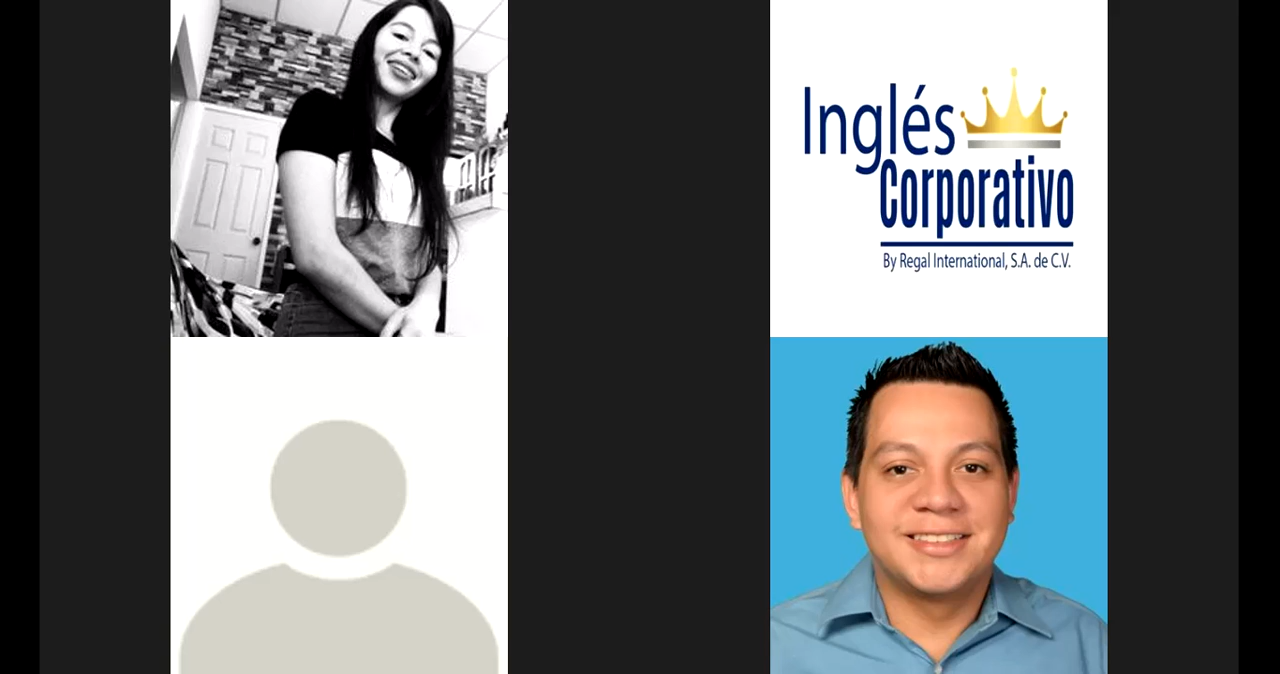 Inglés
Corporativo
By Regal International, S.A. de C.V.